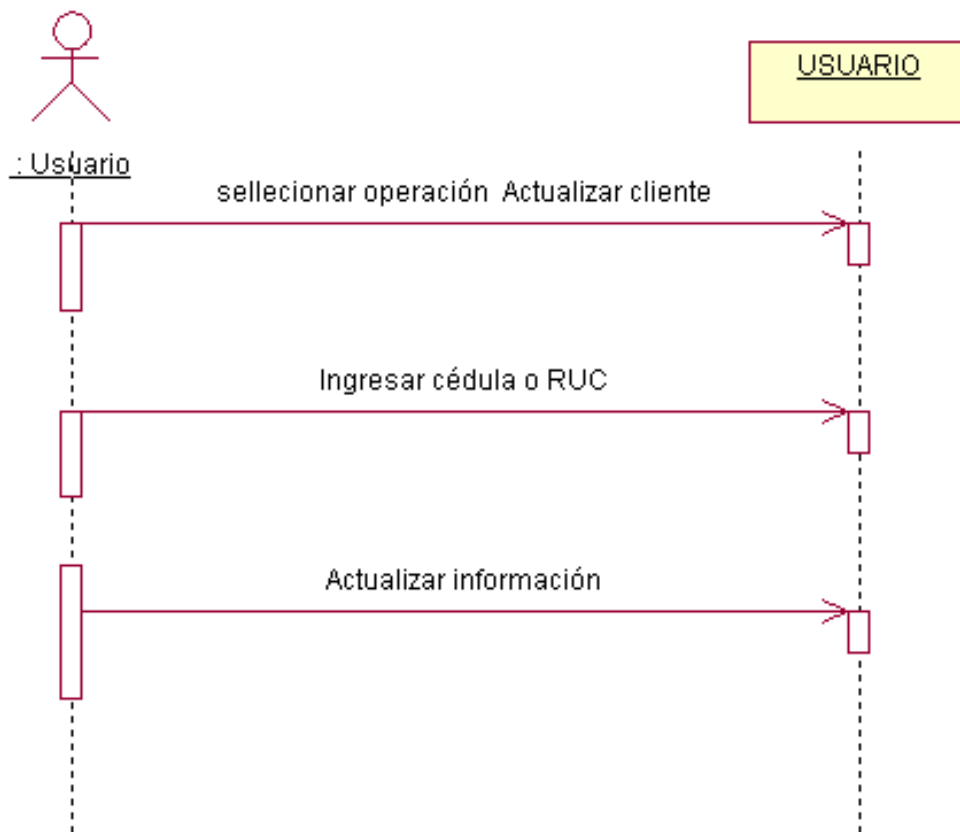 USUARIO
: Usuario
sellecionar operación Actualizar cliente
Ingresar cédula o RUC
Actualizar información